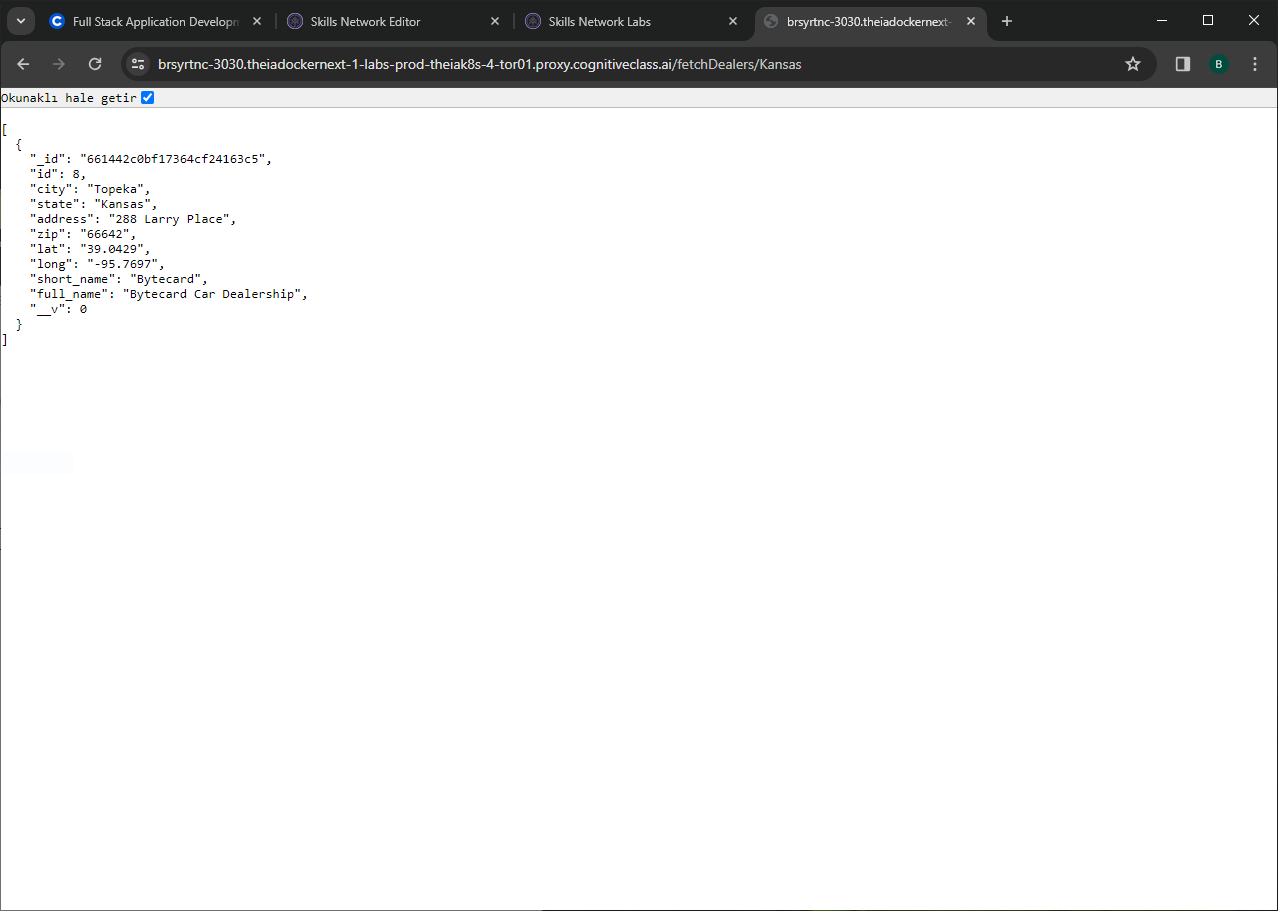 Full Stack Application Developm
Skills Network Editor
Skills Network Labs
brsyrtnc-3030.theiadockernext-
brsyrtnc-3030.theiadockernext-1-labs-prod-theiak8s-4-tor01.proxy.cognitiveclass.ai/fetchDealers/Kansas
B
Okunaklı hale getir
[
  {
    "_id": "661442c0bf17364cf24163c5",
    "id": 8,
    "city": "Topeka",
    "state": "Kansas",
    "address": "288 Larry Place",
    "zip": "66642",
    "lat": "39.0429",
    "long": "-95.7697",
    "short_name": "Bytecard",
    "full_name": "Bytecard Car Dealership",
    "__v": 0
  }
]